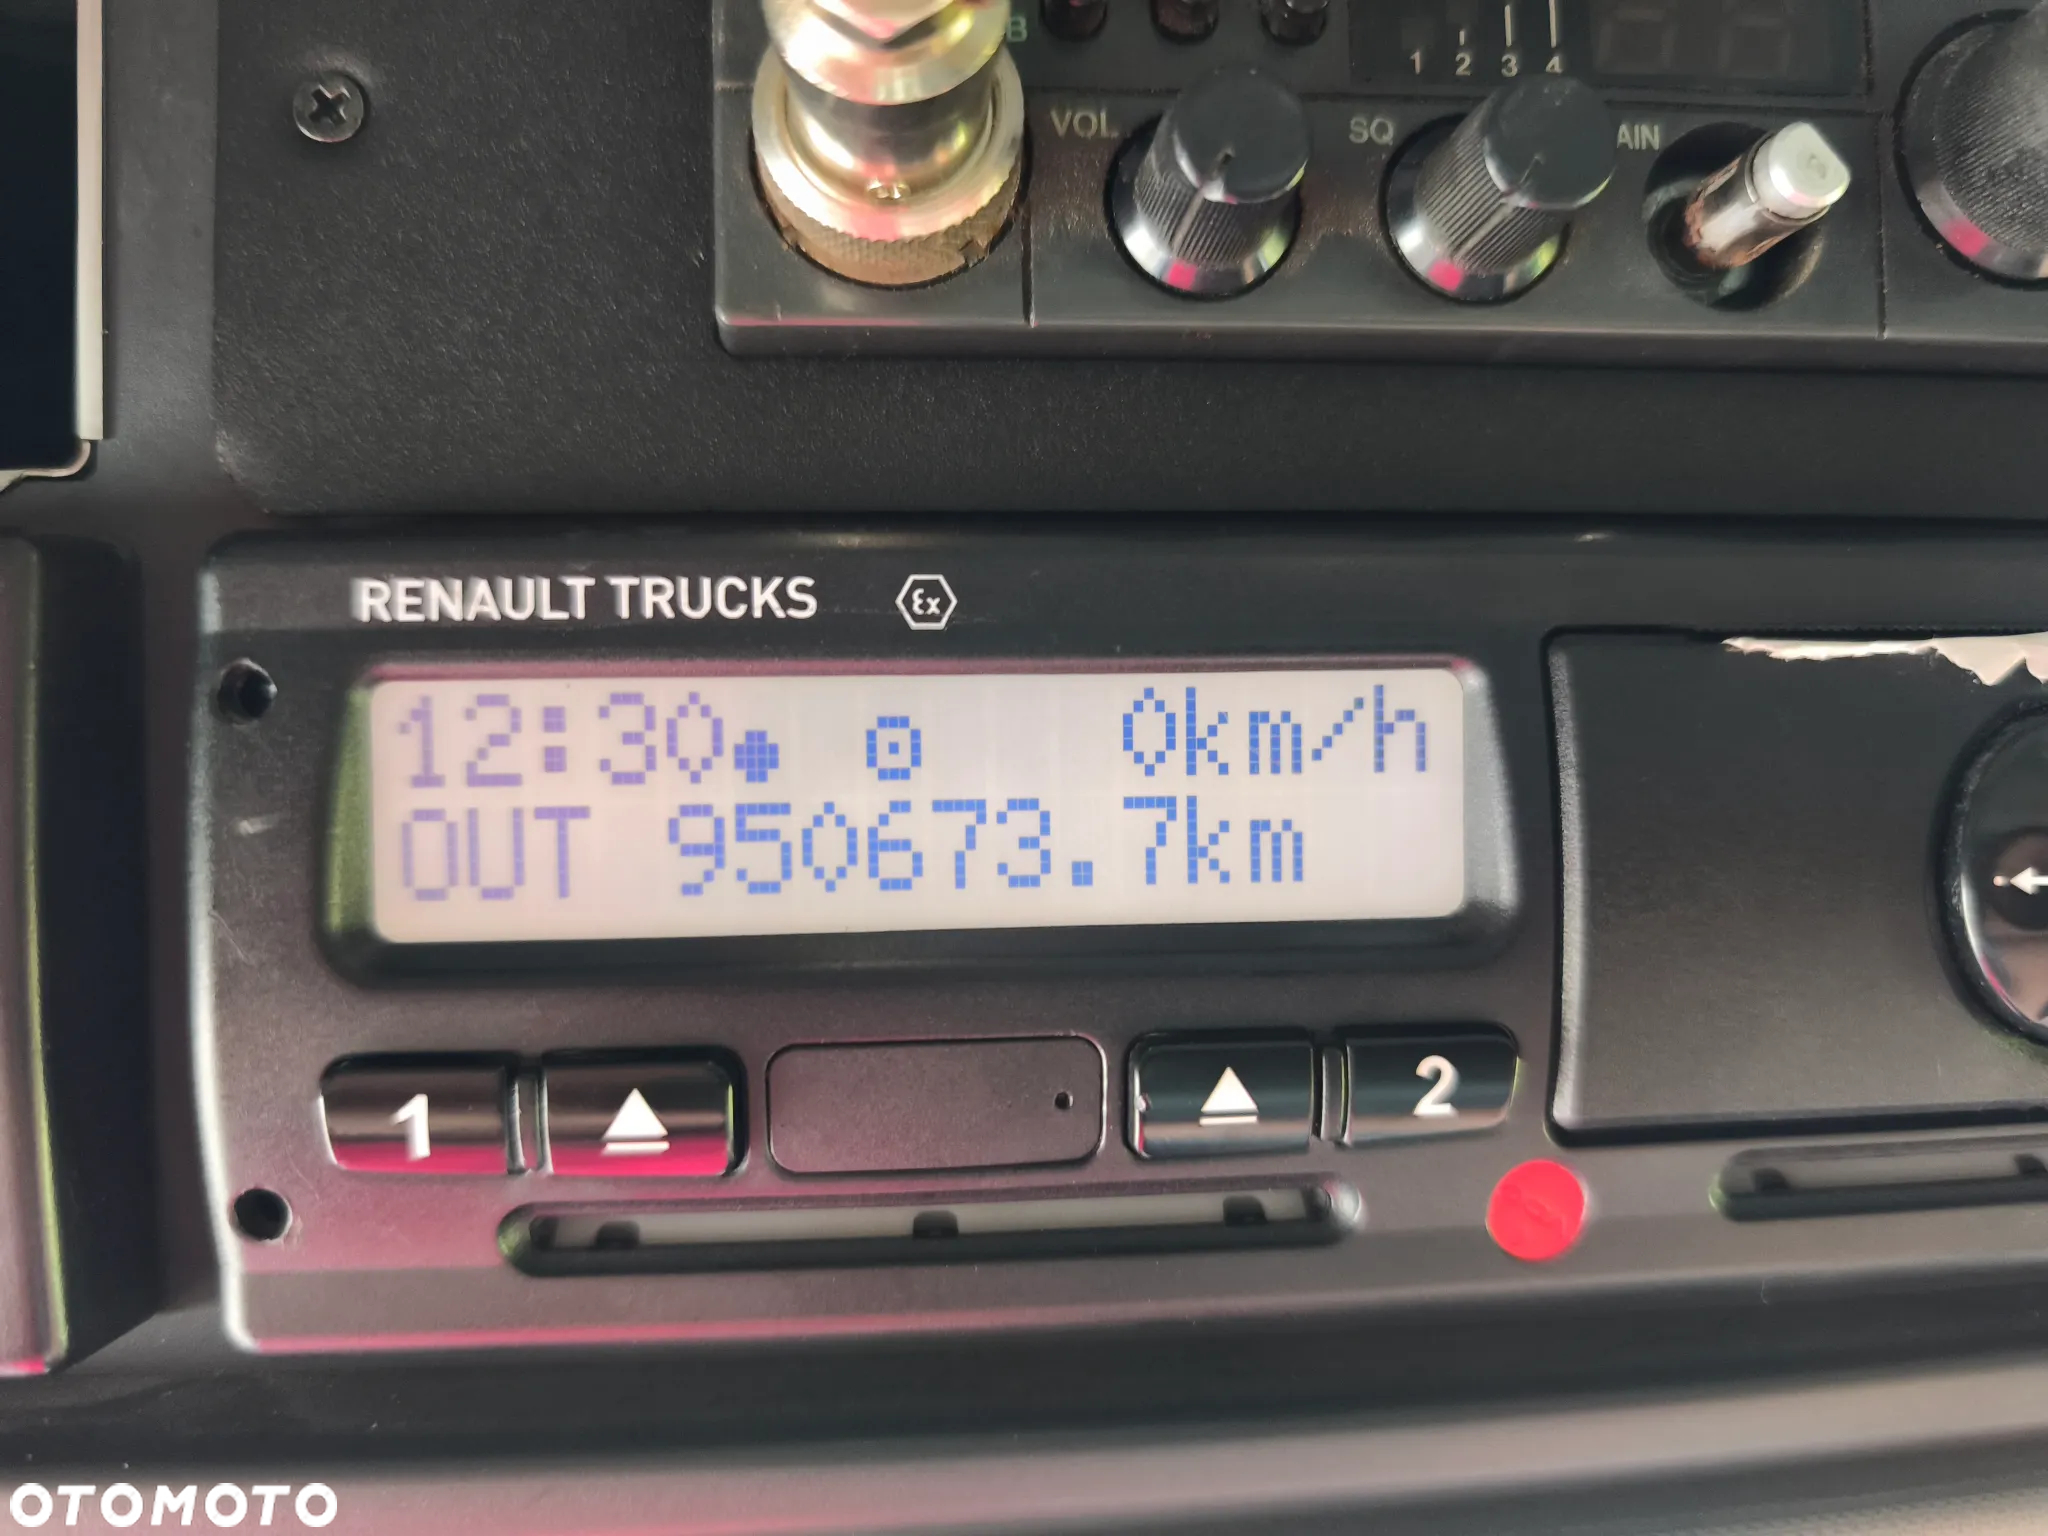 B
1 2 3 4
VOL SQ AIN
RENAULT TRUCKS Ex
12:30 0km/h
OUT 950673.7km
1 2
OTOMOTO